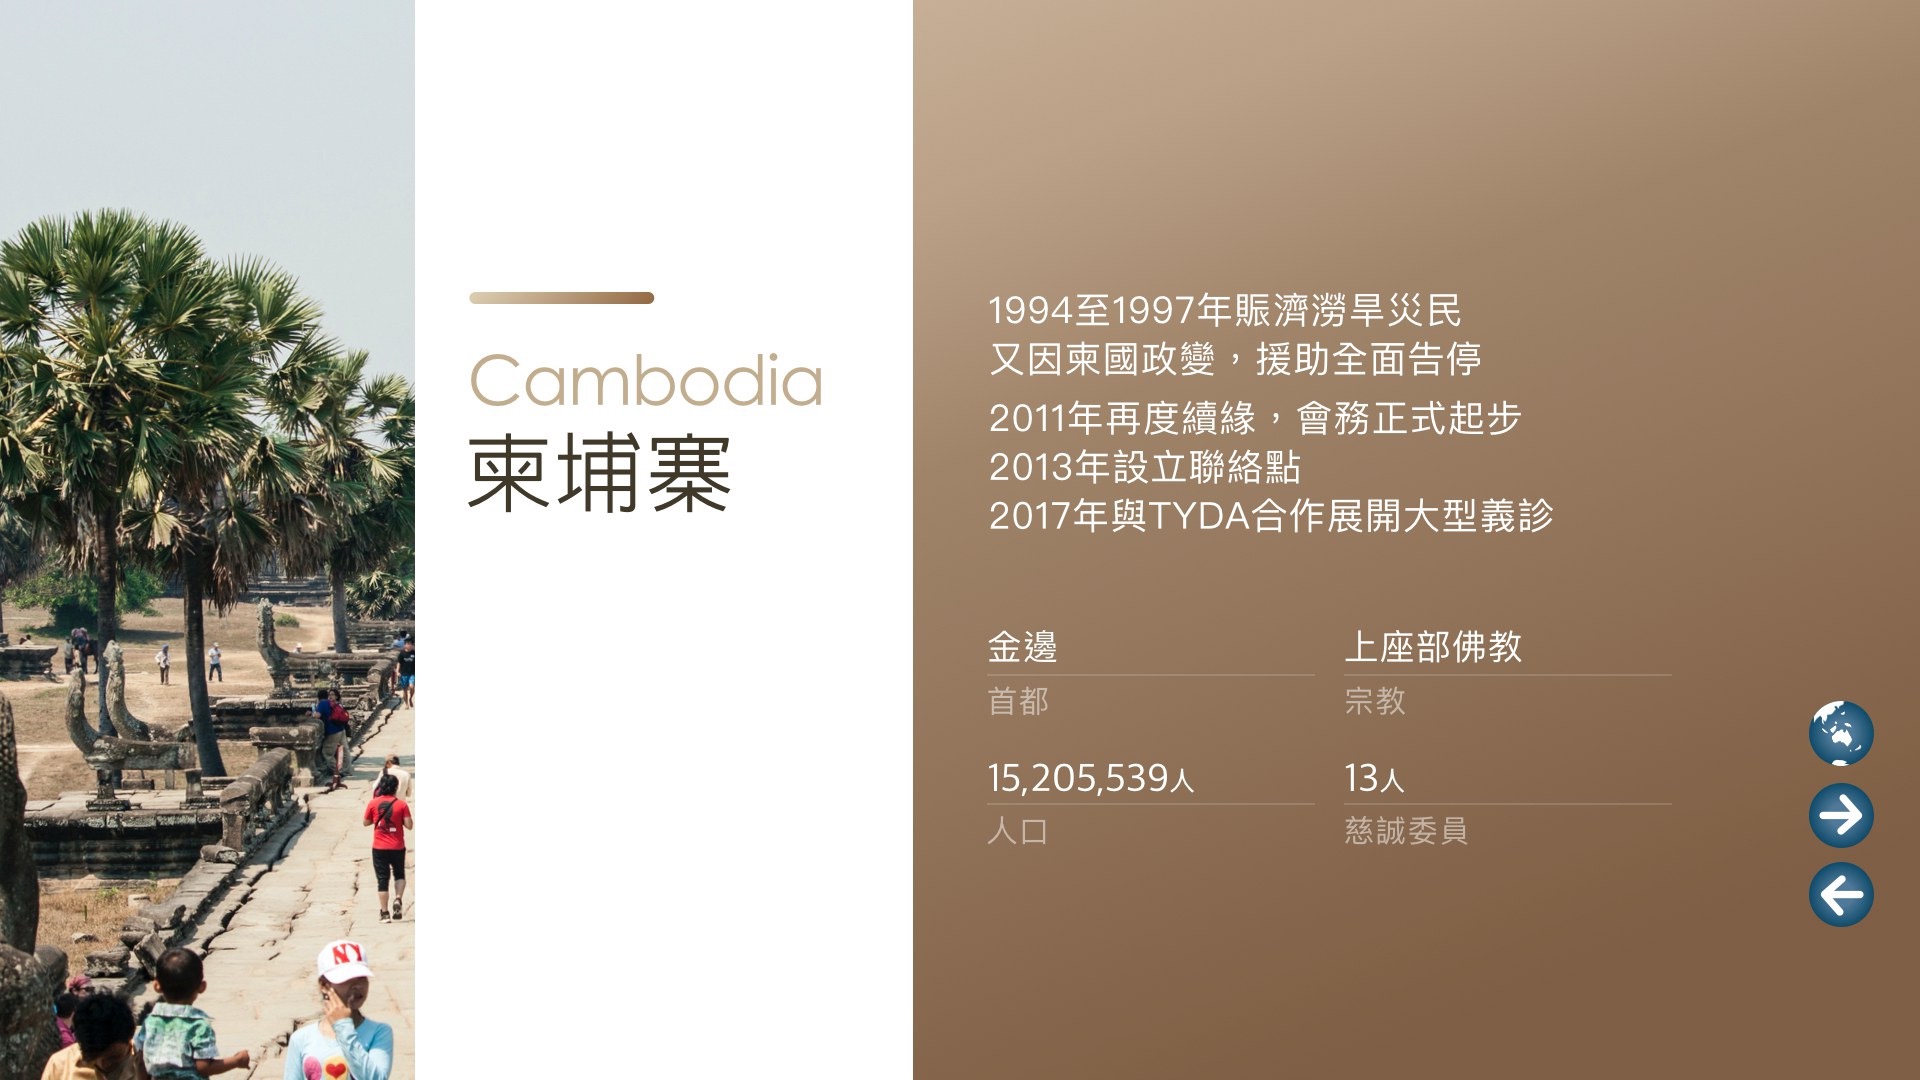 Cambodia
柬埔寨
1994至1997年賑濟澇旱災民
又因柬國政變，援助全面告停
2011年再度續緣，會務正式起步
2013年設立聯絡點
2017年與TYDA合作展開大型義診
金邊
首都
上座部佛教
宗教
15,205,539人
人口
13人
慈誠委員
NY